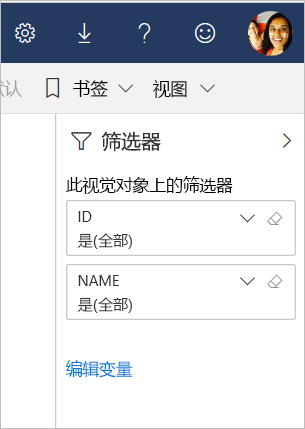 默认 书签 视图
筛选器
此视觉对象上的筛选器
ID
是(全部)
NAME
是(全部)
编辑变量